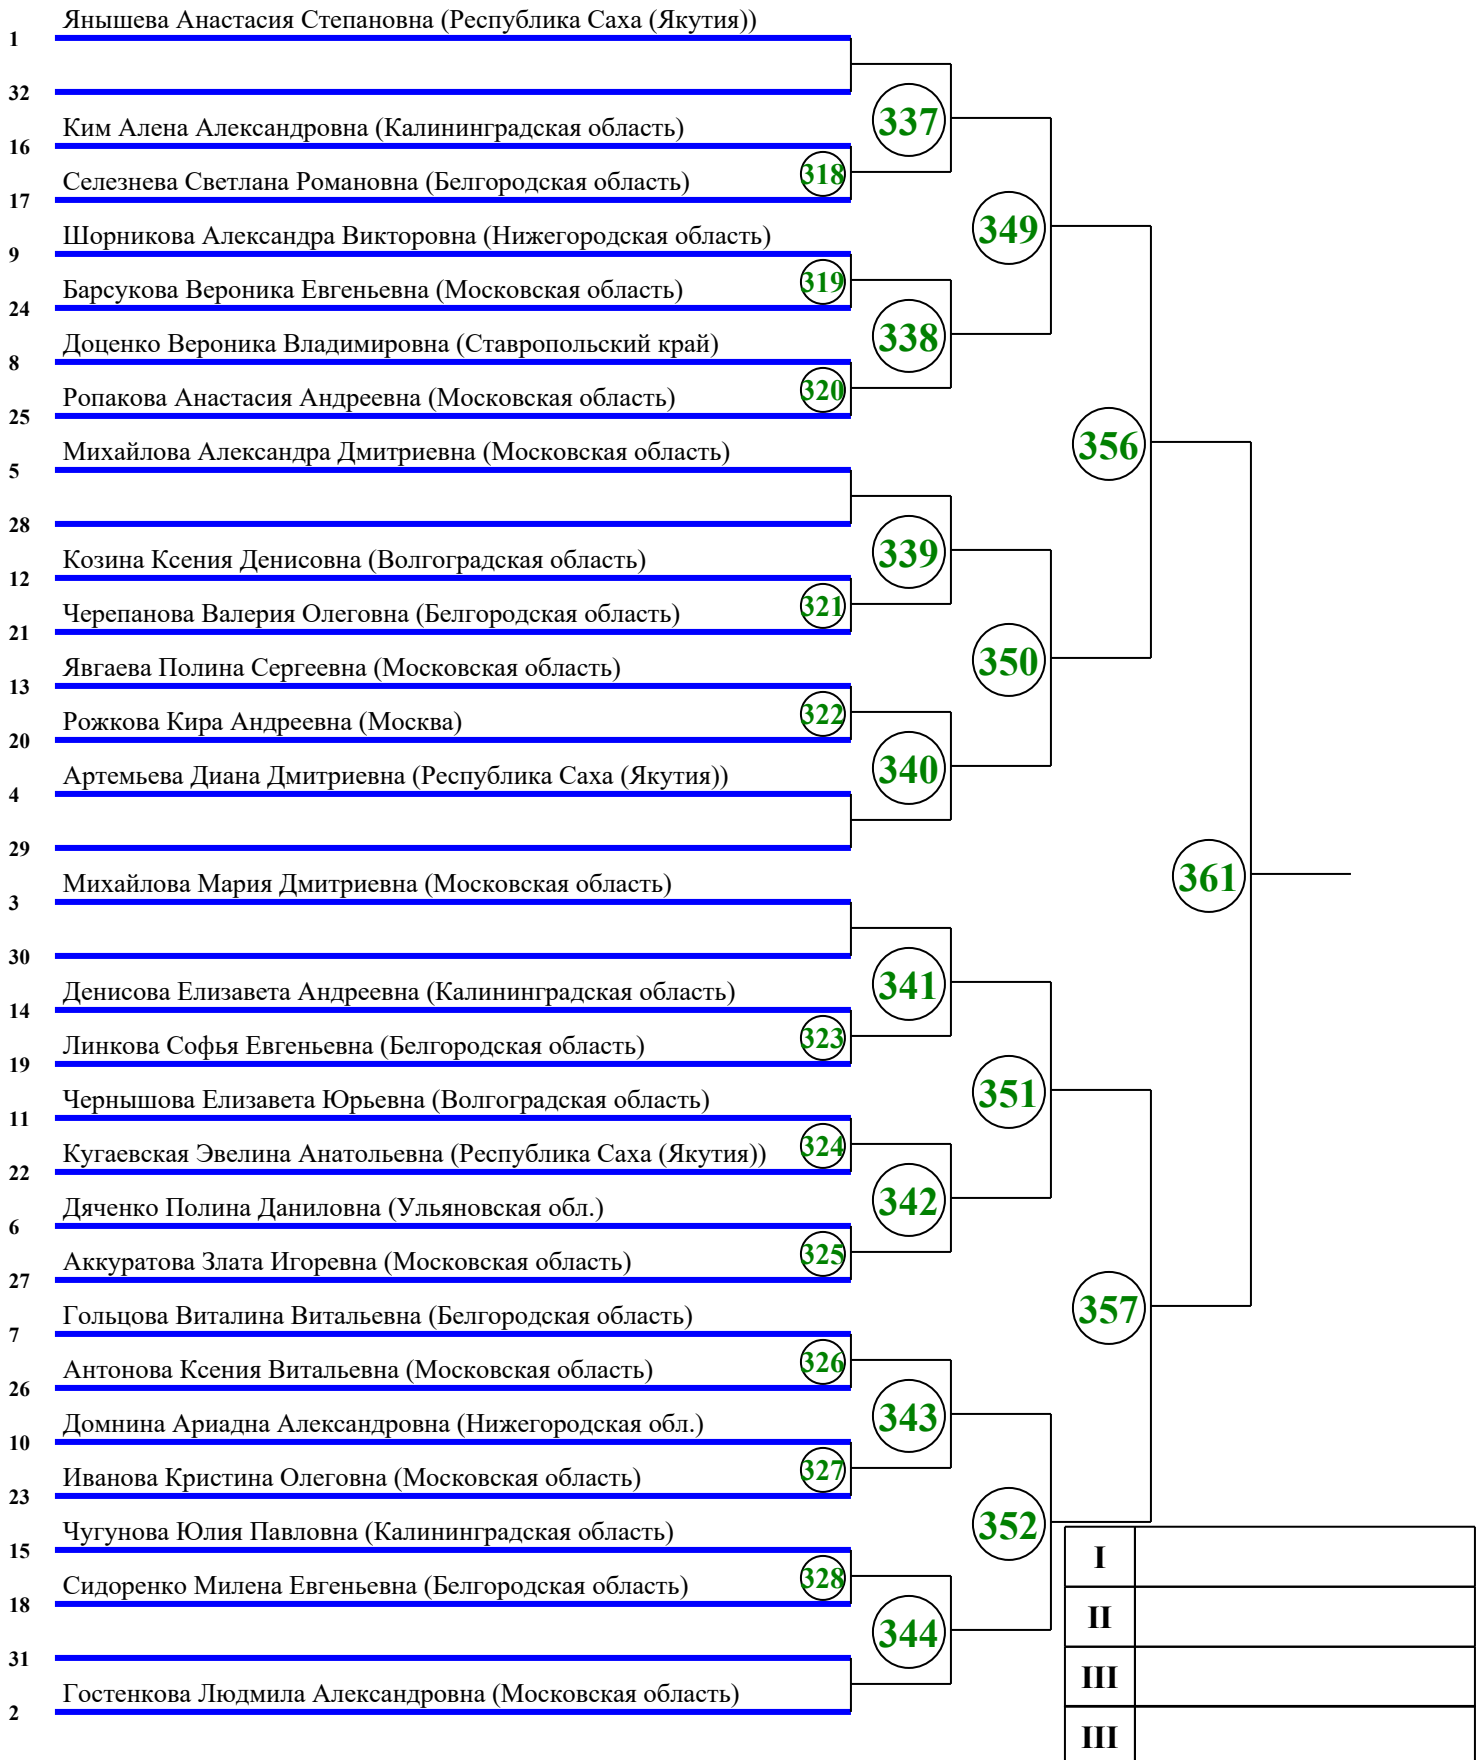 Янышева Анастасия Степановна (Республика Саха (Якутия))
1
32
Ким Алена Александровна (Калининградская область)
337
16
Селезнева Светлана Романовна (Белгородская область)
318
17
Шорникова Александра Викторовна (Нижегородская область)
349
9
Барсукова Вероника Евгеньевна (Московская область)
319
24
Доценко Вероника Владимировна (Ставропольский край)
338
8
Ропакова Анастасия Андреевна (Московская область)
320
25
Михайлова Александра Дмитриевна (Московская область)
356
5
28
Козина Ксения Денисовна (Волгоградская область)
339
12
Черепанова Валерия Олеговна (Белгородская область)
321
21
Явгаева Полина Сергеевна (Московская область)
350
13
Рожкова Кира Андреевна (Москва)
322
20
Артемьева Диана Дмитриевна (Республика Саха (Якутия))
340
4
29
Михайлова Мария Дмитриевна (Московская область)
361
3
30
Денисова Елизавета Андреевна (Калининградская область)
341
14
Линкова Софья Евгеньевна (Белгородская область)
323
19
Чернышова Елизавета Юрьевна (Волгоградская область)
351
11
Кугаевская Эвелина Анатольевна (Республика Саха (Якутия))
324
22
Дяченко Полина Даниловна (Ульяновская обл.)
342
6
Аккуратова Злата Игоревна (Московская область)
325
27
Гольцова Виталина Витальевна (Белгородская область)
357
7
Антонова Ксения Витальевна (Московская область)
326
26
Домнина Ариадна Александровна (Нижегородская обл.)
343
10
Иванова Кристина Олеговна (Московская область)
327
23
Чугунова Юлия Павловна (Калининградская область)
352
15
I
Сидоренко Милена Евгеньевна (Белгородская область)
328
18
II
344
31
III
Гостенкова Людмила Александровна (Московская область)
2
III